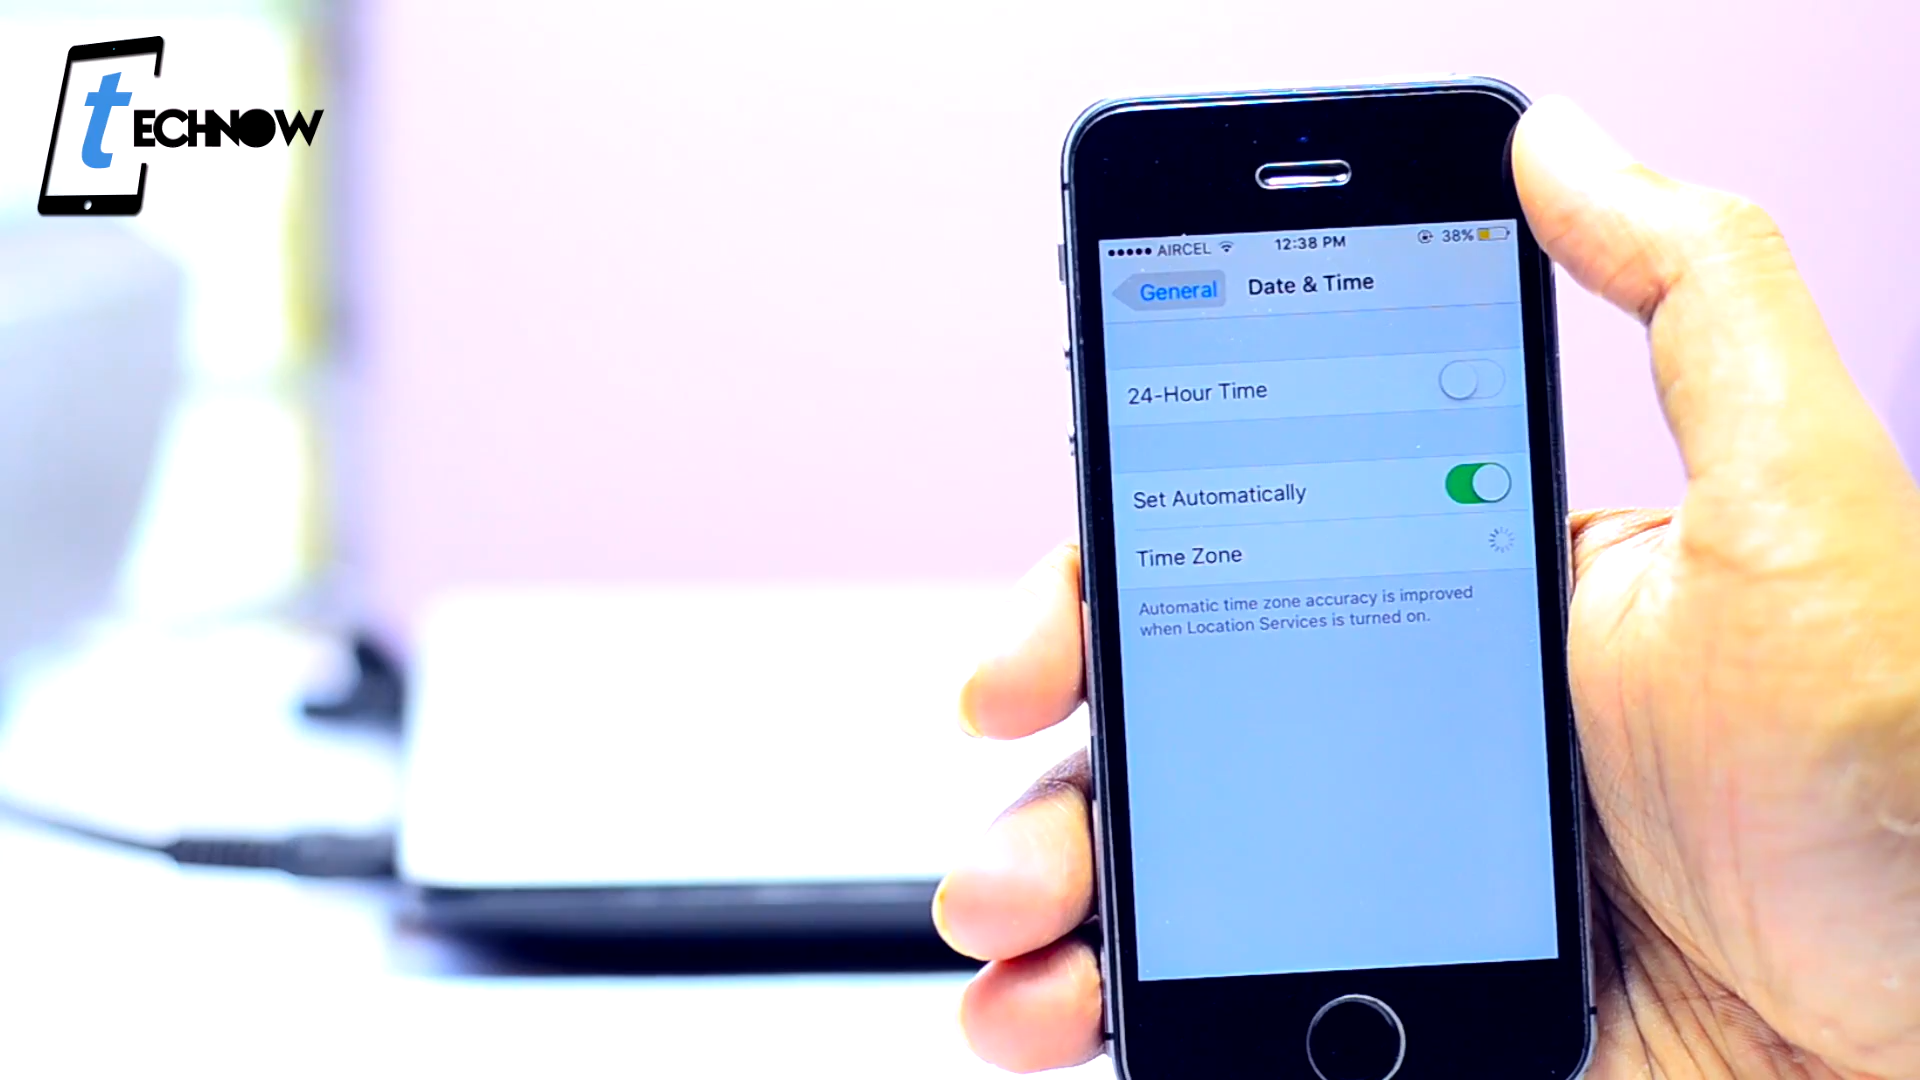 tECHNOW
AIRCEL 12:38 PM 38%
General Date & Time
24-Hour Time
Set Automatically
Time Zone
Automatic time zone accuracy is improved
when Location Services is turned on.